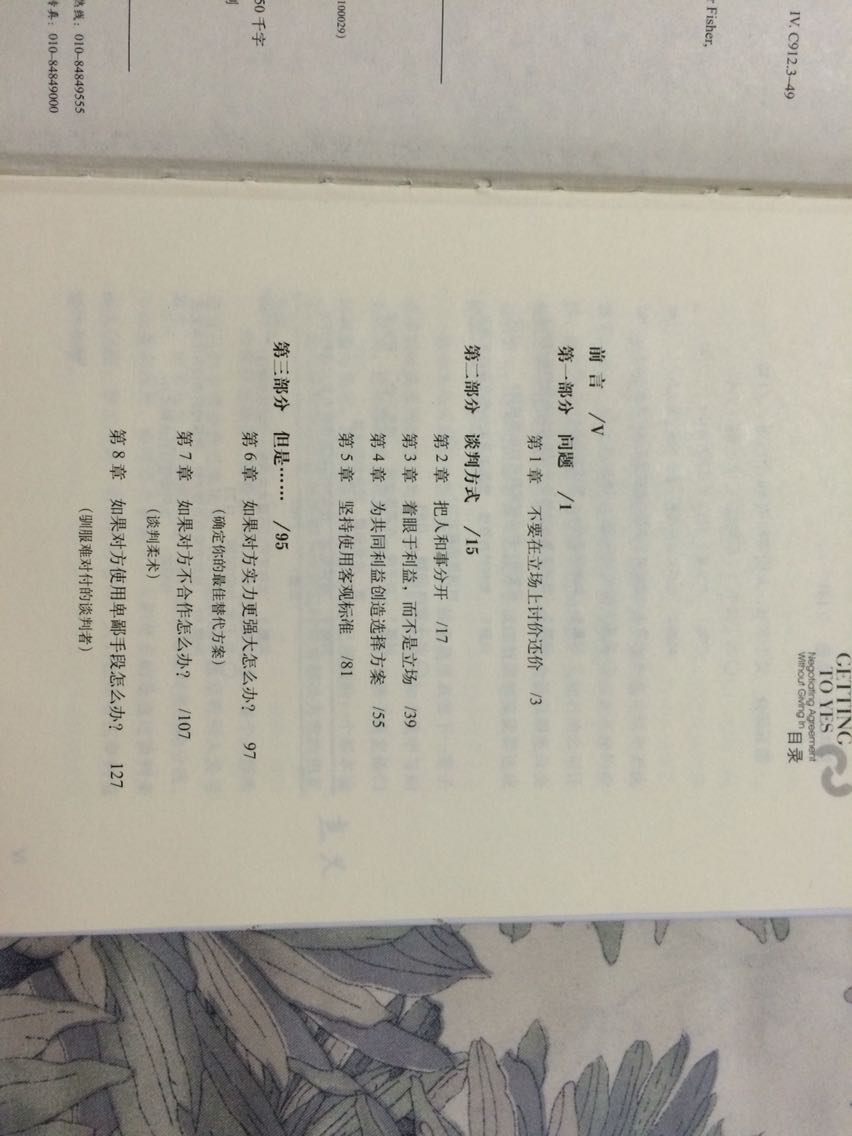 IV. C912.3-49
Fisher,
100029)
50 千字
热线: 010-84849555
传真: 010-84849000
GETTING
TO YES
Negotiating Agreement
Without Giving In
目录
前 言 /V
第一部分 问题 /1
第 1 章 不要在立场上讨价还价 /3
第二部分 谈判方式 /15
第 2 章 把人和事分开 /17
第 3 章 着眼于利益，而不是立场 /39
第 4 章 为共同利益创造选择方案 /55
第 5 章 坚持使用客观标准 /81
第三部分 但是…… /95
第 6 章 如果对方实力更强大怎么办? 97
(确定你的最佳替代方案)
第 7 章 如果对方不合作怎么办? /107
(谈判柔术)
第 8 章 如果对方使用卑鄙手段怎么办? 127
(驯服难对付的谈判者)